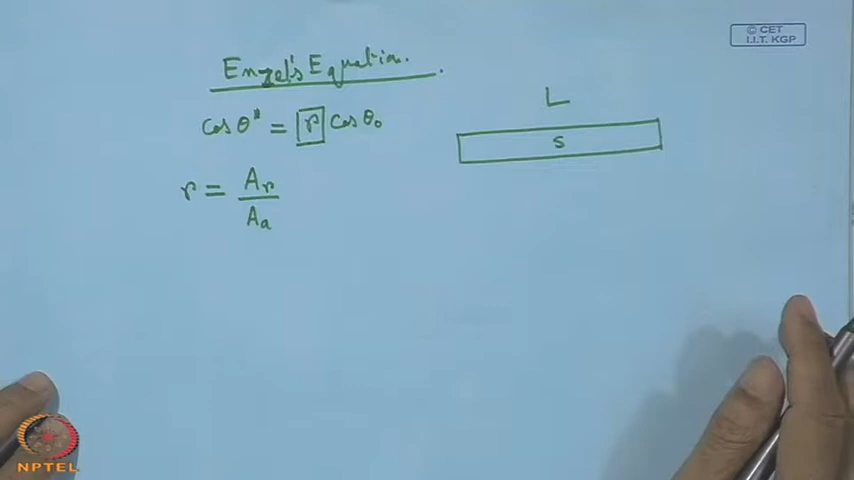 © CET
I.I.T. KGP
Enzel's Equation.
cos θ* = r cos θ₀
L
S
r = Aᵣ / Aₐ
NPTEL